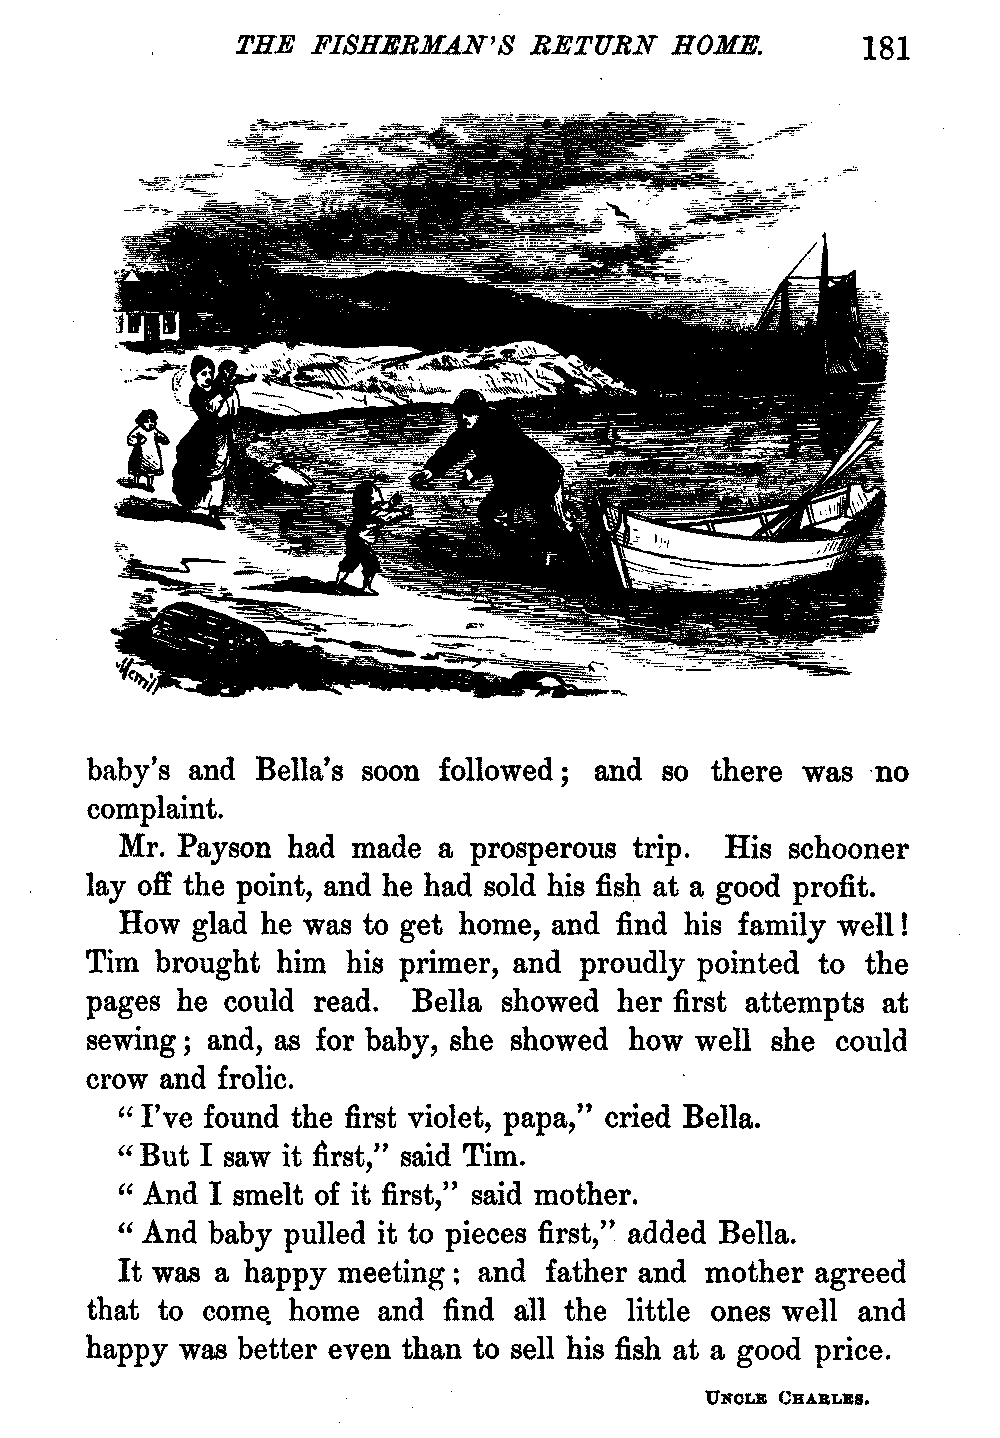 THE FISHERMAN'S RETURN HOME. 181
baby's and Bella's soon followed; and so there was no
complaint.
Mr. Payson had made a prosperous trip. His schooner
lay off the point, and he had sold his fish at a good profit.
How glad he was to get home, and find his family well!
Tim brought him his primer, and proudly pointed to the
pages he could read. Bella showed her first attempts at
sewing; and, as for baby, she showed how well she could
crow and frolic.
"I've found the first violet, papa," cried Bella.
"But I saw it first," said Tim.
"And I smelt of it first," said mother.
"And baby pulled it to pieces first," added Bella.
It was a happy meeting; and father and mother agreed
that to come home and find all the little ones well and
happy was better even than to sell his fish at a good price.
UNCLE CHARLES.